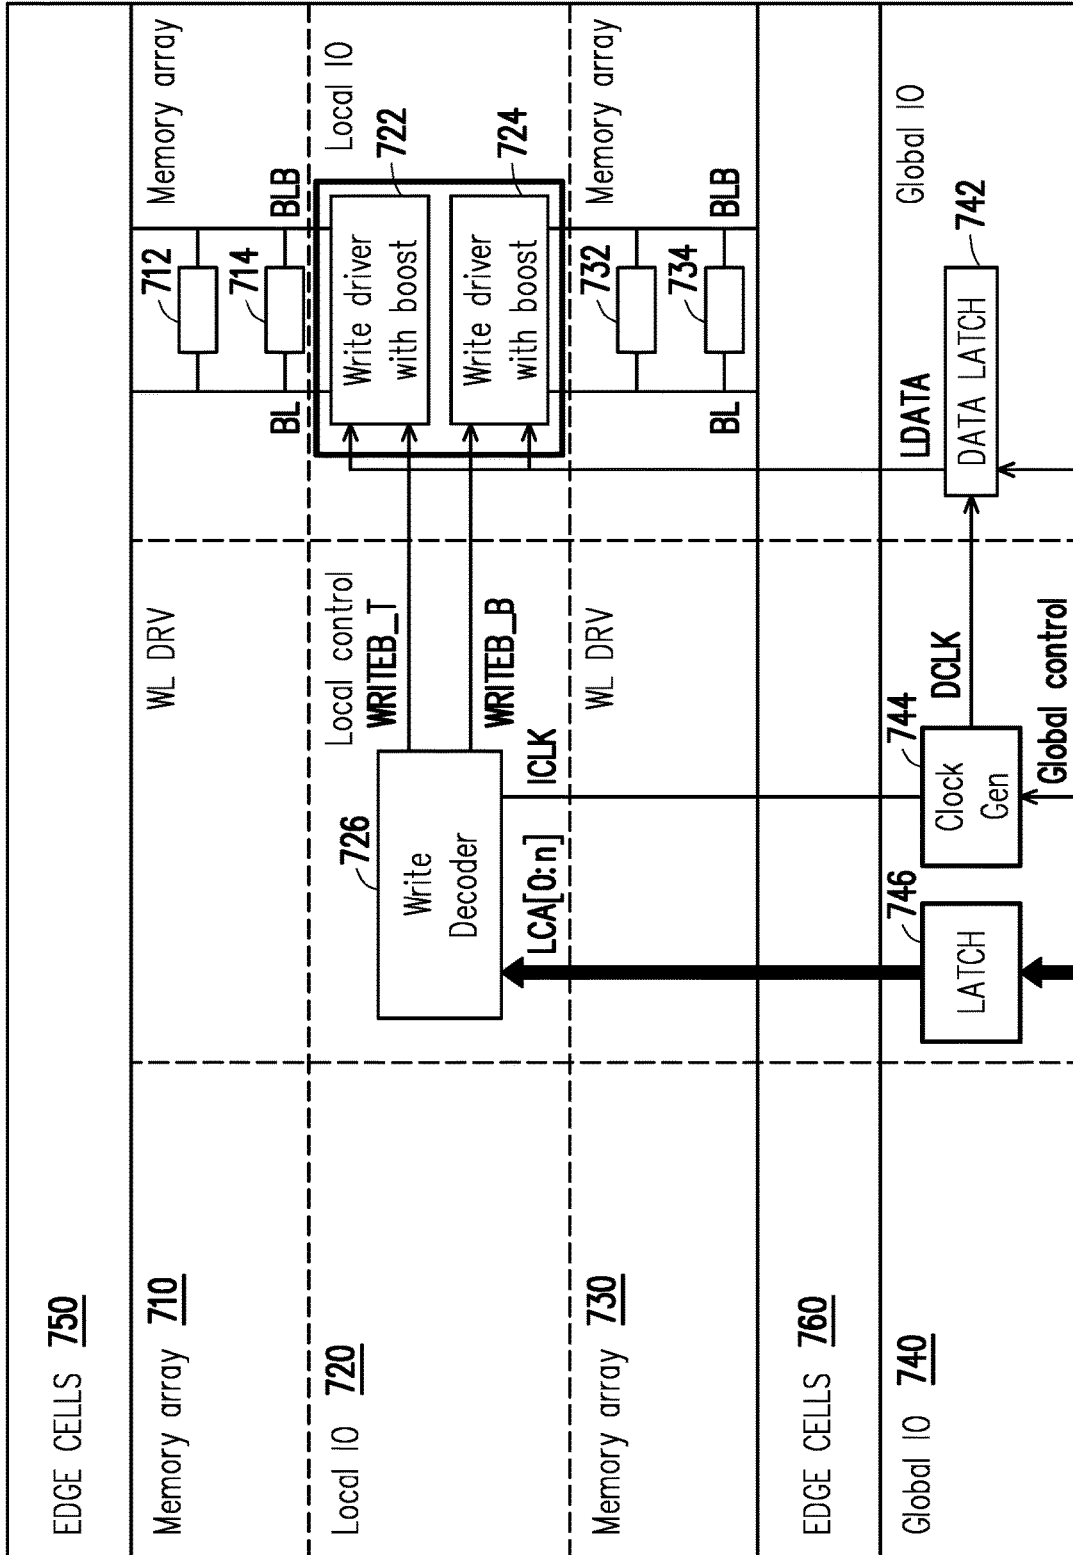 EDGE CELLS 750
Memory array 710
WL DRV
Memory array
712
714
BL
BLB
Local IO 720
Local control
Local IO
726
Write
Decoder
WRITEB_T
WRITEB_B
ICLK
LCA[0:n]
Write driver
with boost
722
Write driver
with boost
724
Memory array 730
WL DRV
Memory array
732
734
BL
BLB
EDGE CELLS 760
Global IO 740
Global IO
LATCH
746
Clock
Gen
744
DCLK
Global control
LDATA
DATA LATCH
742